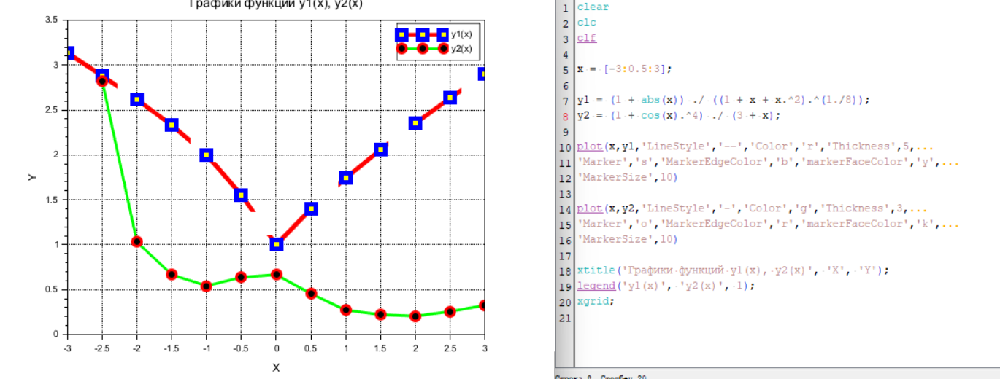 Графики функций y1(x), y2(x)
3.5
3
2.5
2
1.5
1
0.5
0
Y
-3 -2.5 -2 -1.5 -1 -0.5 0 0.5 1 1.5 2 2.5 3
X
y1(x)
y2(x)
1 clear
2 clc
3 clf
4
5 x = [-3:0.5:3];
6
7 y1 = (1 + abs(x)) ./ ((1 + x + x.^2).^(1./8));
8 y2 = (1 + cos(x).^4) ./ (3 + x);
9
10 plot(x,y1,'LineStyle','--','Color','r','Thickness',5,...
11 'Marker','s','MarkerEdgeColor','b','markerFaceColor','y',...
12 'MarkerSize',10)
13
14 plot(x,y2,'LineStyle','-','Color','g','Thickness',3,...
15 'Marker','o','MarkerEdgeColor','r','markerFaceColor','k',...
16 'MarkerSize',10)
17
18 xtitle('Графики функций y1(x), y2(x)', 'X', 'Y');
19 legend('y1(x)', 'y2(x)', 1);
20 xgrid;
21
Строка 8, Столбец 20